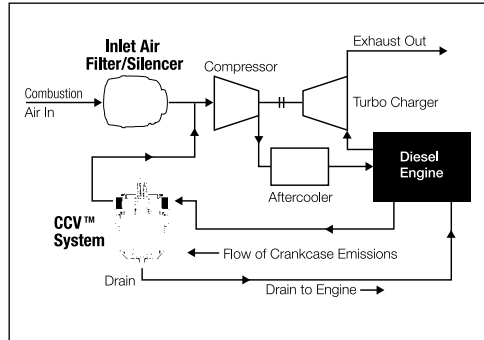 Inlet Air
Filter/Silencer
Exhaust Out
Compressor
Combustion
Air In
Turbo Charger
Diesel
Engine
Aftercooler
CCV™
System
Flow of Crankcase Emissions
Drain
Drain to Engine